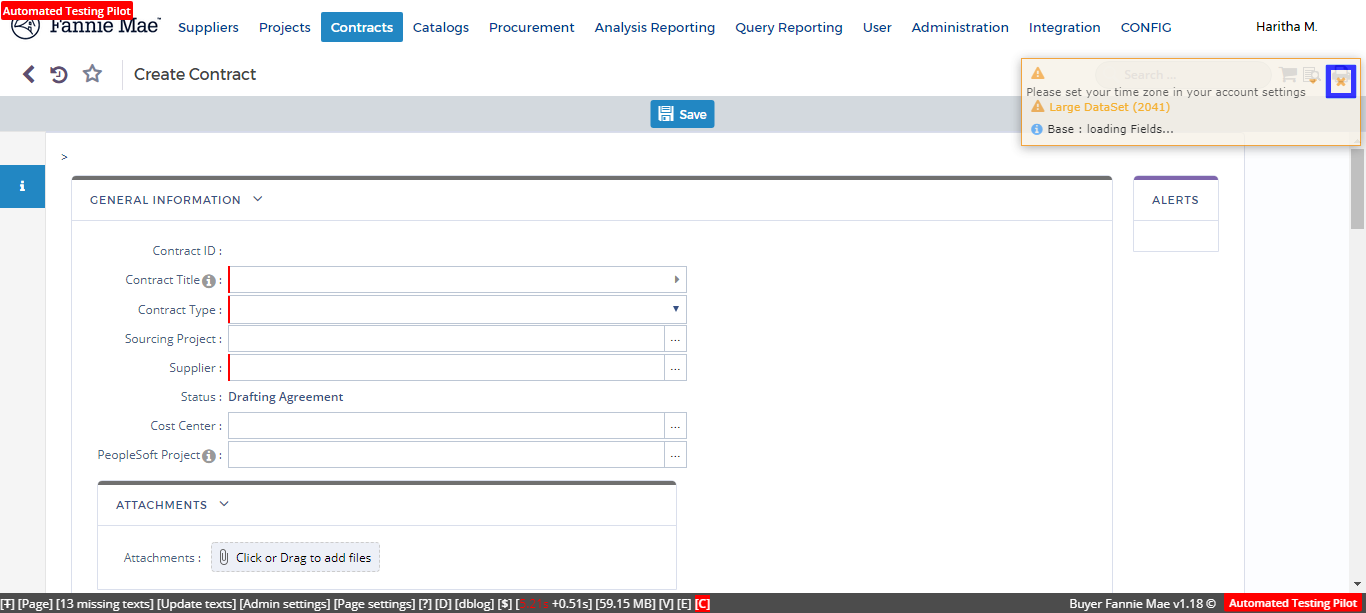 Automated Testing Pilot
Fannie Mae
Suppliers Projects Contracts Catalogs Procurement Analysis Reporting Query Reporting User Administration Integration CONFIG
Haritha M.
Create Contract
Search ...
Please set your time zone in your account settings
Large DataSet (2041)
Base : loading Fields...
Save
>
GENERAL INFORMATION
ALERTS
Contract ID :
Contract Title :
Contract Type :
Sourcing Project :
...
Supplier :
...
Status : Drafting Agreement
Cost Center :
...
PeopleSoft Project :
...
ATTACHMENTS
Attachments : Click or Drag to add files
[Ŧ] [Page] [13 missing texts] [Update texts] [Admin settings] [Page settings] [?] [D] [dblog] [$] [ +0.51s] [59.15 MB] [V] [E] [C]
Buyer Fannie Mae v1.18 © Automated Testing Pilot